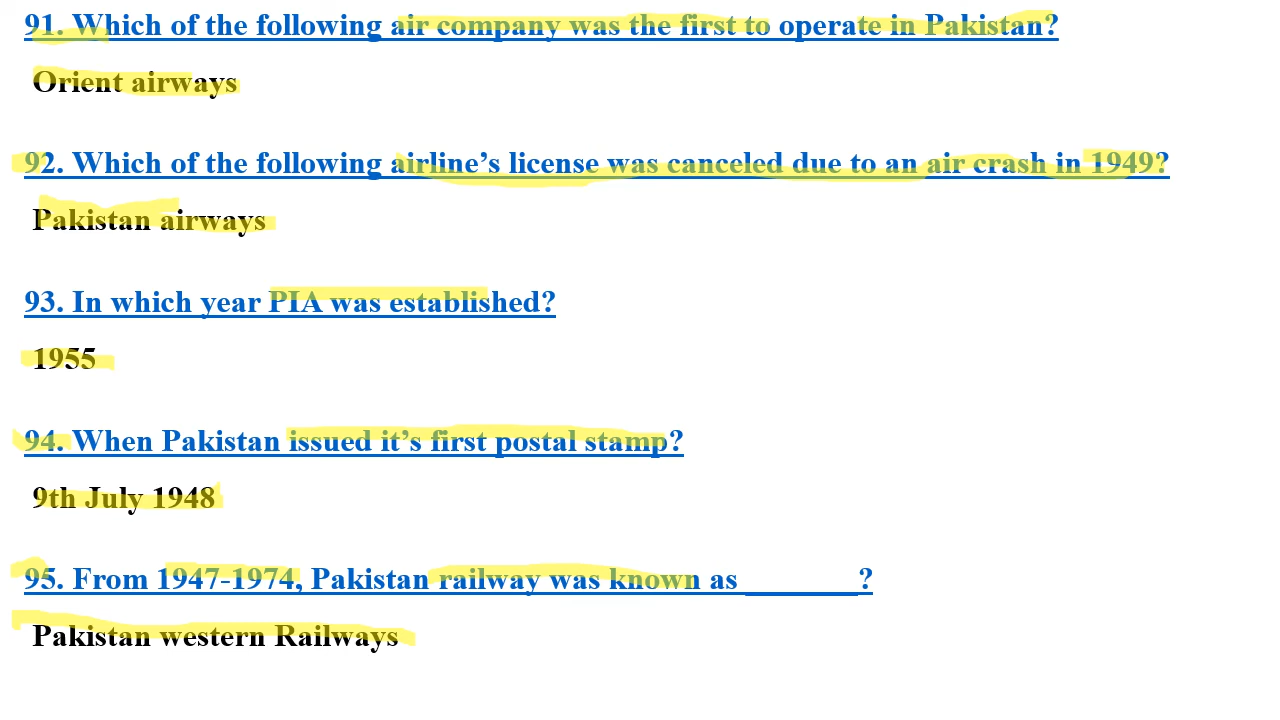 91. Which of the following air company was the first to operate in Pakistan?
Orient airways
92. Which of the following airline’s license was canceled due to an air crash in 1949?
Pakistan airways
93. In which year PIA was established?
1955
94. When Pakistan issued it’s first postal stamp?
9th July 1948
95. From 1947-1974, Pakistan railway was known as _______?
Pakistan western Railways